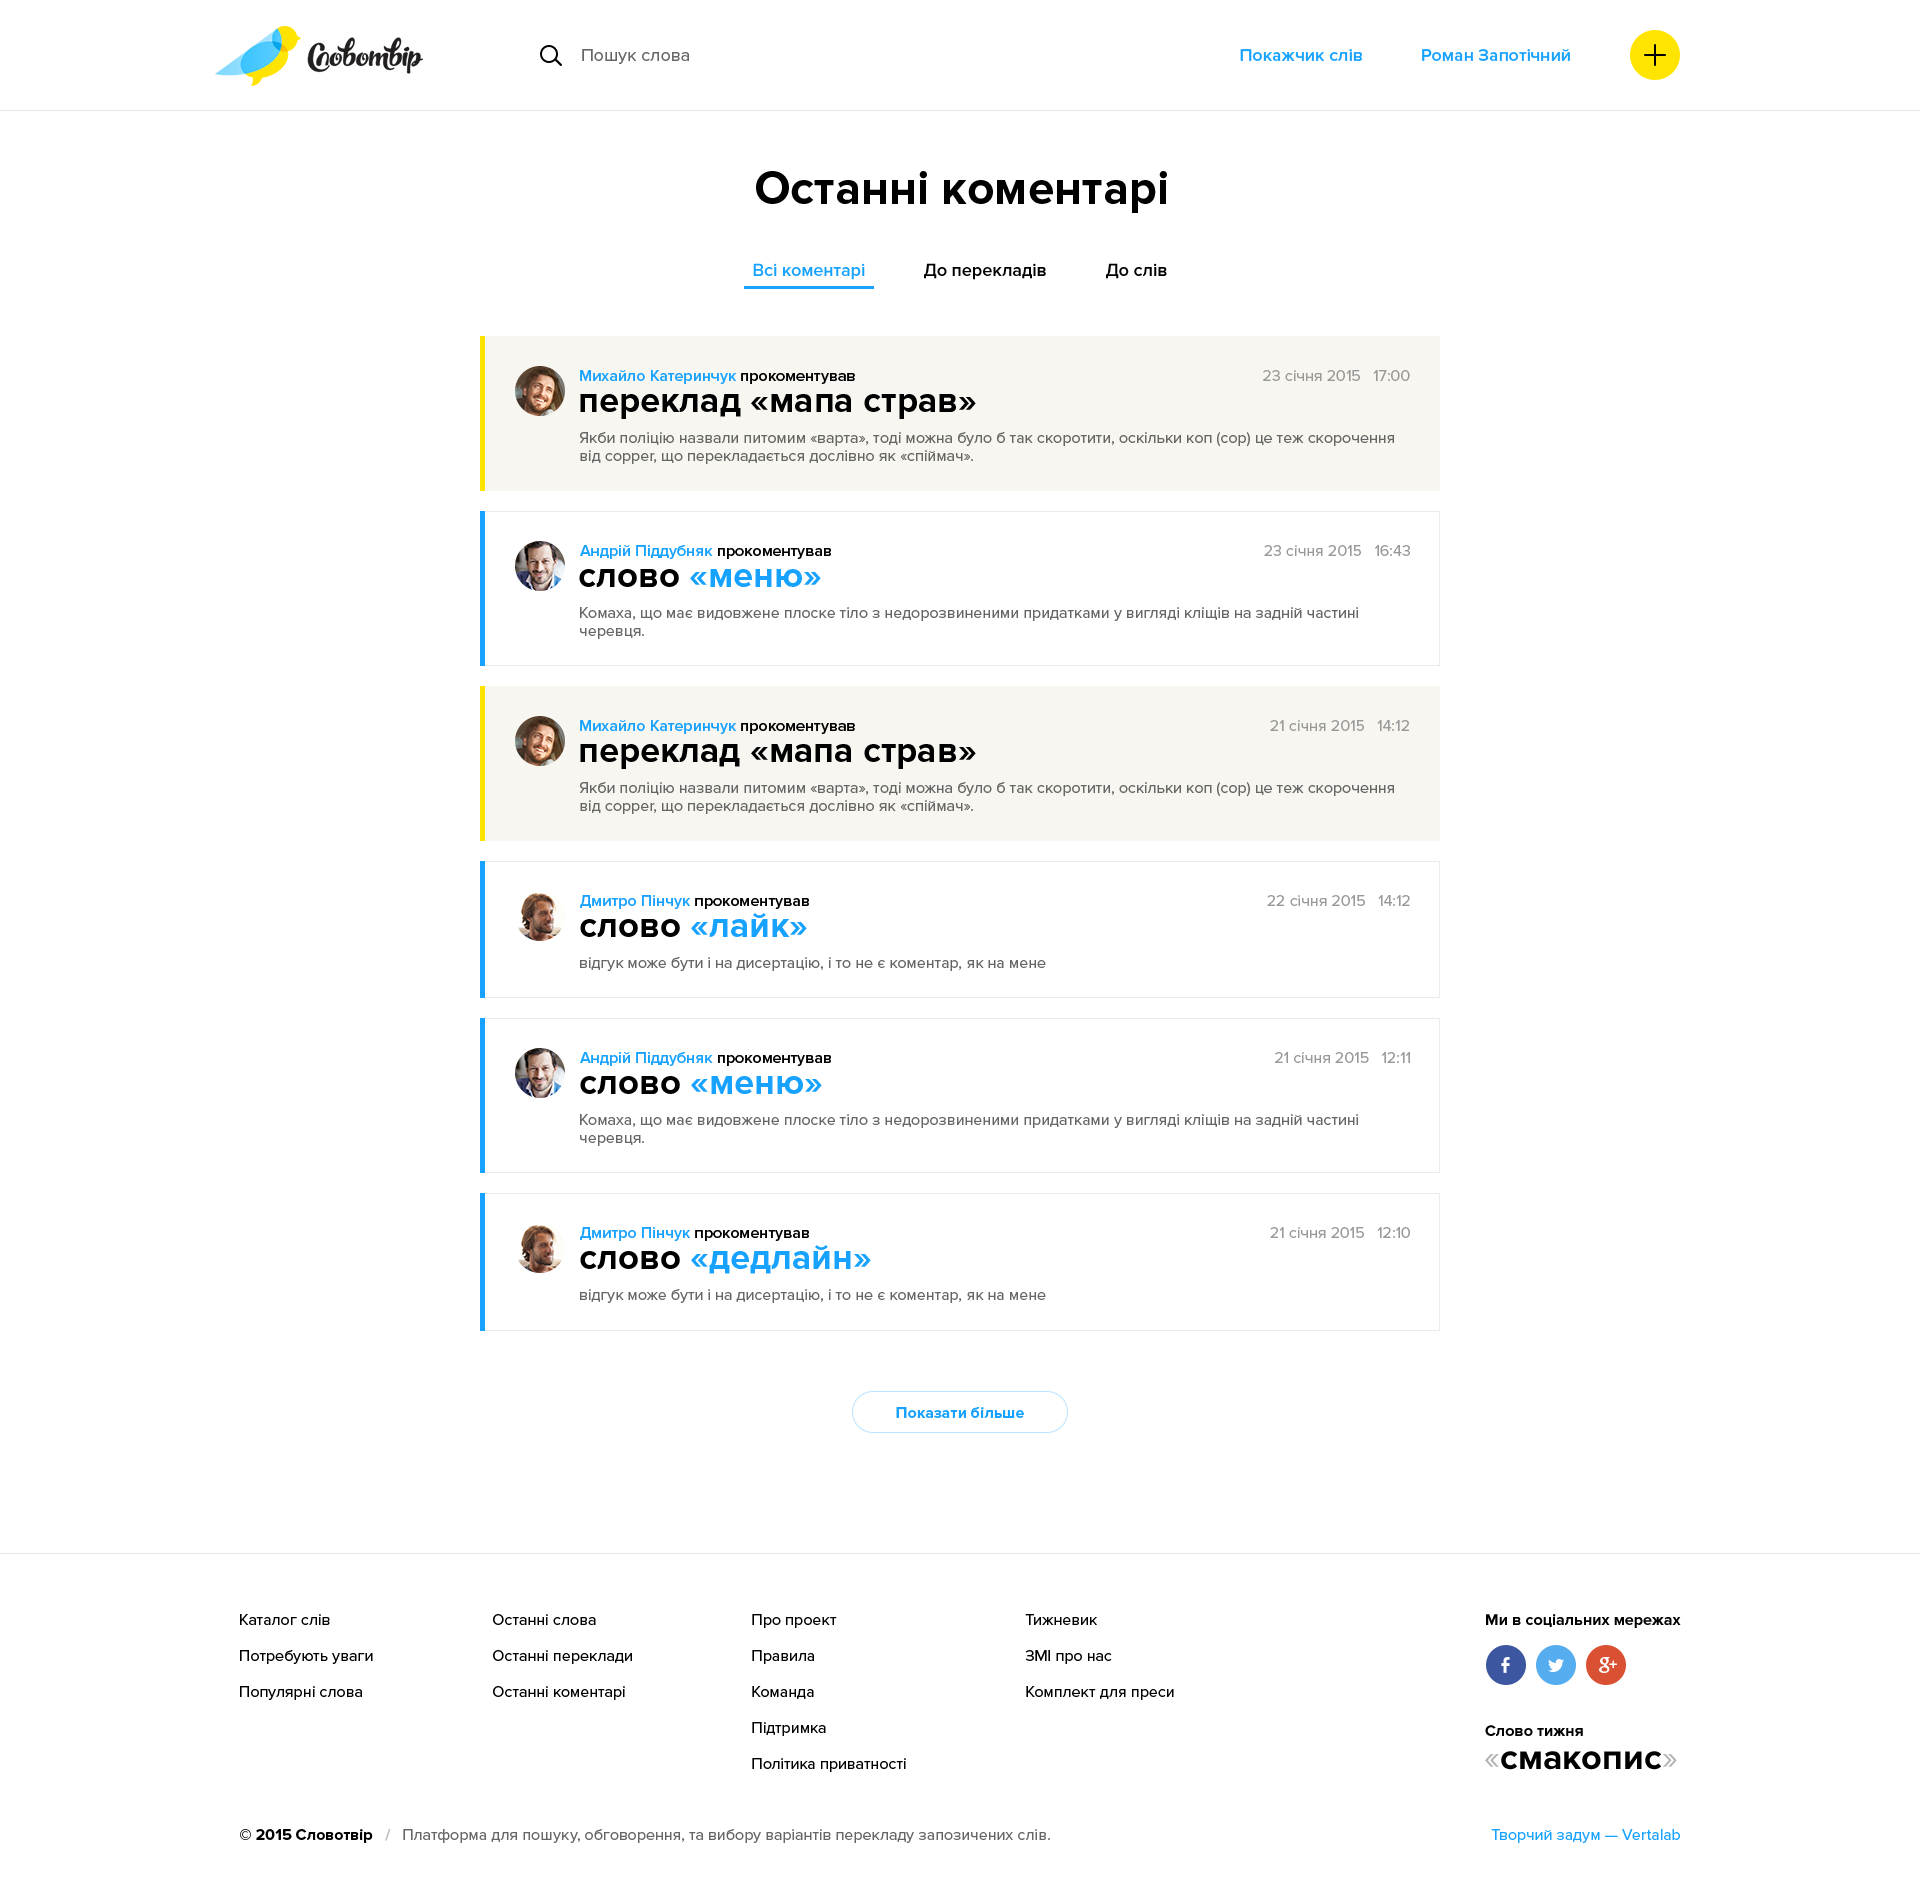 Словотвір
Пошук слова
Покажчик слів
Роман Запотічний
Останні коментарі
Всі коментарі
До перекладів
До слів
Михайло Катеринчук прокоментував
23 січня 2015 17:00
переклад «мапа страв»
Якби поліцію назвали питомим «варта», тоді можна було б так скоротити, оскільки коп (cop) це теж скорочення
від copper, що перекладається дослівно як «спіймач».
Андрій Піддубняк прокоментував
23 січня 2015 16:43
слово «меню»
Комаха, що має видовжене плоске тіло з недорозвиненими придатками у вигляді кліщів на задній частині
черевця.
Михайло Катеринчук прокоментував
21 січня 2015 14:12
переклад «мапа страв»
Якби поліцію назвали питомим «варта», тоді можна було б так скоротити, оскільки коп (cop) це теж скорочення
від copper, що перекладається дослівно як «спіймач».
Дмитро Пінчук прокоментував
22 січня 2015 14:12
слово «лайк»
відгук може бути і на дисертацію, і то не є коментар, як на мене
Андрій Піддубняк прокоментував
21 січня 2015 12:11
слово «меню»
Комаха, що має видовжене плоске тіло з недорозвиненими придатками у вигляді кліщів на задній частині
черевця.
Дмитро Пінчук прокоментував
21 січня 2015 12:10
слово «дедлайн»
відгук може бути і на дисертацію, і то не є коментар, як на мене
Показати більше
Каталог слів
Потребують уваги
Популярні слова
Останні слова
Останні переклади
Останні коментарі
Про проект
Правила
Команда
Підтримка
Політика приватності
Тижневик
ЗМІ про нас
Комплект для преси
Ми в соціальних мережах
Слово тижня
«смакопис»
© 2015 Словотвір / Платформа для пошуку, обговорення, та вибору варіантів перекладу запозичених слів.
Творчий задум — Vertalab